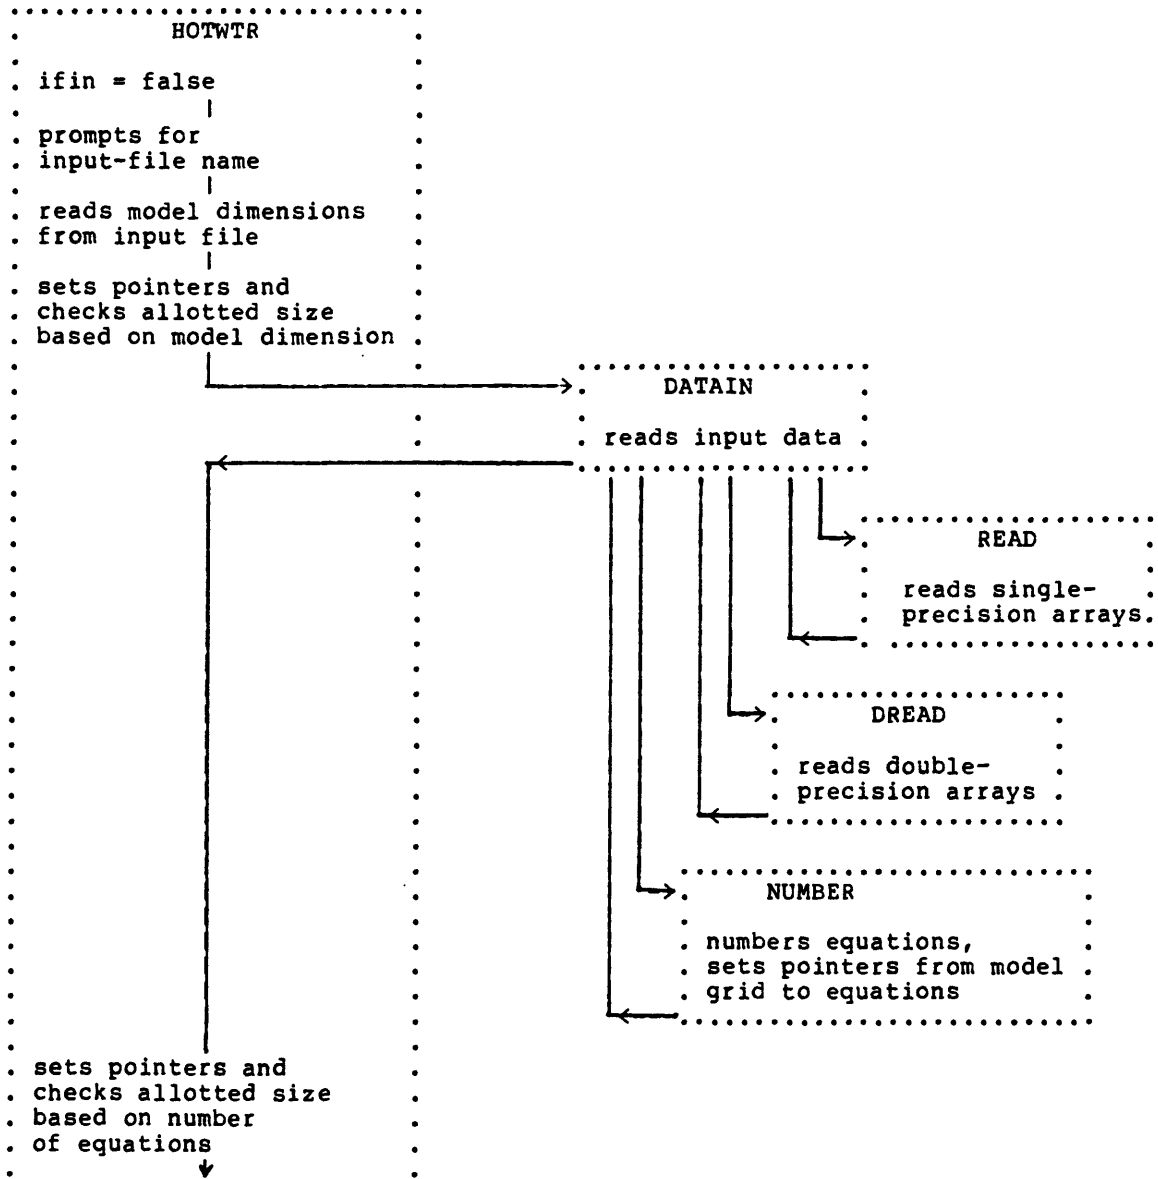 HOTWTR
ifin = false
prompts for
input-file name
reads model dimensions
from input file
sets pointers and
checks allotted size
based on model dimension
DATAIN
reads input data
READ
reads single-
precision arrays
DREAD
reads double-
precision arrays
NUMBER
numbers equations,
sets pointers from model
grid to equations
sets pointers and
checks allotted size
based on number
of equations